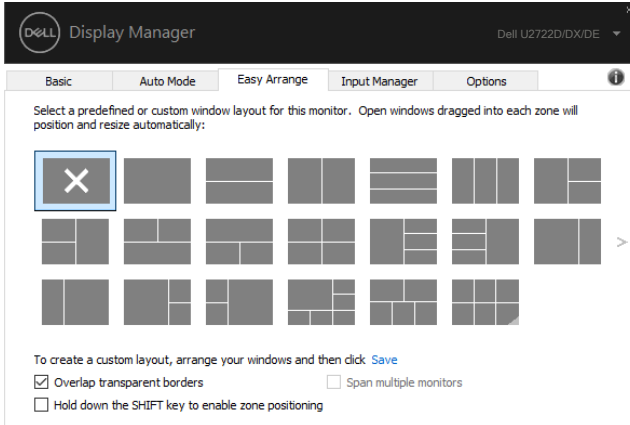 DELL Display Manager
Dell U2722D/DX/DE
Basic
Auto Mode
Easy Arrange
Input Manager
Options
Select a predefined or custom window layout for this monitor. Open windows dragged into each zone will
position and resize automatically:
To create a custom layout, arrange your windows and then click Save
Overlap transparent borders
Span multiple monitors
Hold down the SHIFT key to enable zone positioning